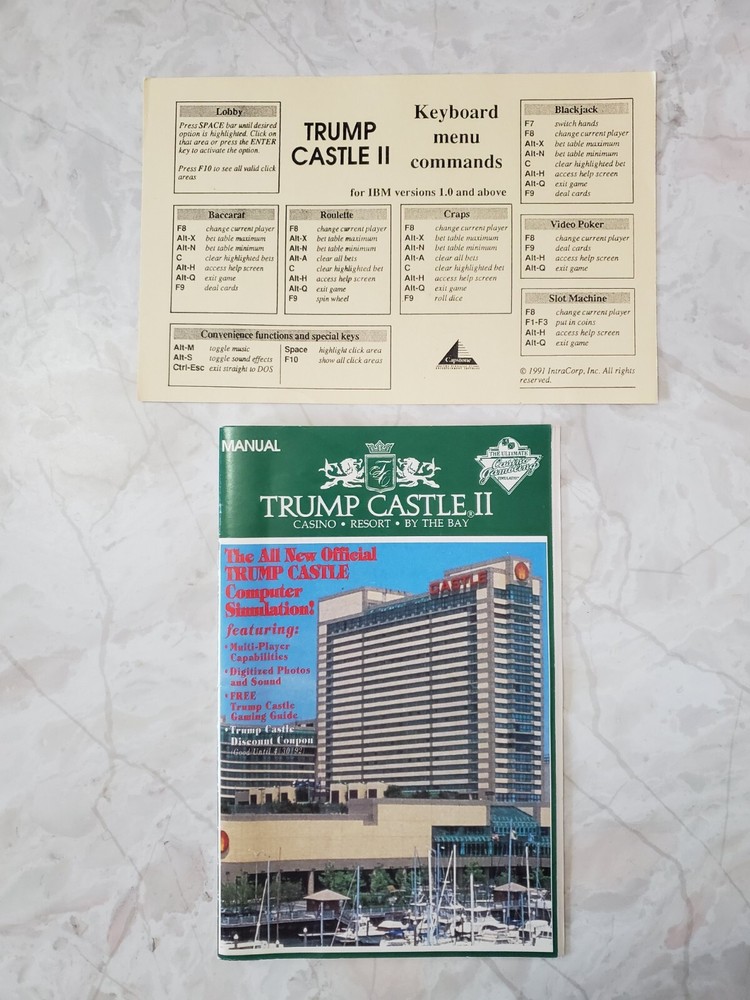 Lobby
Press SPACE bar until desired
option is highlighted. Click on
that area or press the ENTER
key to activate the option.
Press F10 to see all valid click
areas
TRUMP
CASTLE II
Keyboard
menu
commands
for IBM versions 1.0 and above
Blackjack
F7 switch hands
F8 change current player
Alt-X bet table maximum
Alt-N bet table minimum
C clear highlighted bet
Alt-H access help screen
Alt-Q exit game
F9 deal cards
Baccarat
F8 change current player
Alt-X bet table maximum
Alt-N bet table minimum
C clear highlighted bets
Alt-H access help screen
Alt-Q exit game
F9 deal cards
Roulette
F8 change current player
Alt-X bet table maximum
Alt-N bet table minimum
Alt-A clear all bets
C clear highlighted bet
Alt-H access help screen
Alt-Q exit game
F9 spin wheel
Craps
F8 change current player
Alt-X bet table maximum
Alt-N bet table minimum
Alt-A clear all bets
C clear highlighted bet
Alt-H access help screen
Alt-Q exit game
F9 roll dice
Video Poker
F8 change current player
F9 deal cards
Alt-H access help screen
Alt-Q exit game
Slot Machine
F8 change current player
F1-F3 put in coins
Alt-H access help screen
Alt-Q exit game
Convenience functions and special keys
Alt-M toggle music
Alt-S toggle sound effects
Ctrl-Esc exit straight to DOS
Space highlight click area
F10 show all click areas
Capstone
© 1991 IntraCorp, Inc. All rights
reserved.
MANUAL
TC
THE ULTIMATE
Casino
Gambling
SIMULATION
TRUMP CASTLE® II
CASINO • RESORT • BY THE BAY
The All New Official
TRUMP CASTLE
Computer
Simulation!
featuring:
• Multi-Player
Capabilities
• Digitized Photos
and Sound
• FREE
Trump Castle
Gaming Guide
• Trump Castle
Discount Coupon
(Good Until 4/30/92)
CASTLE